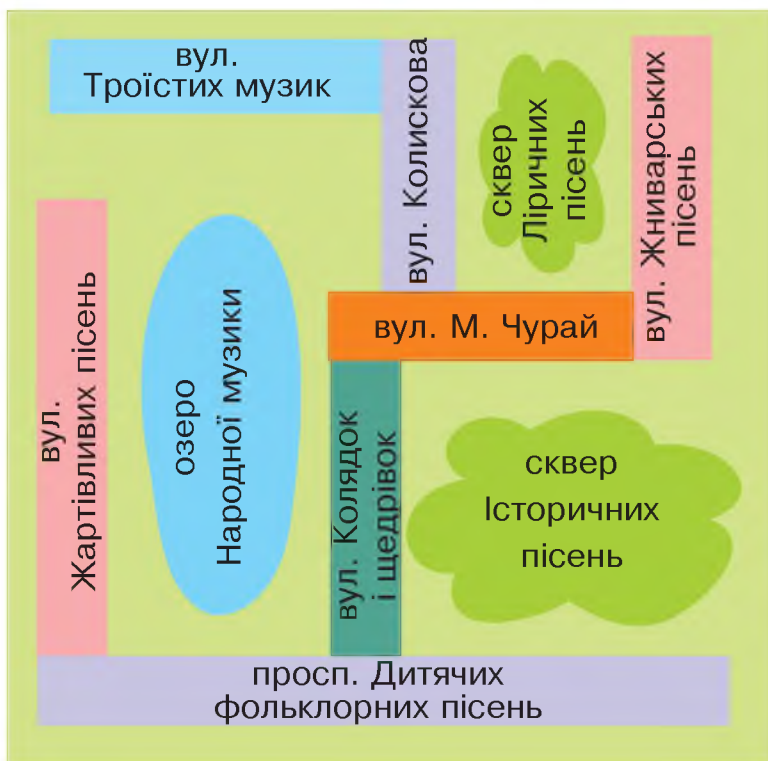 вул.
Троїстих музик
вул. Колискова
сквер
Ліричних
пісень
вул. Жниварських
пісень
вул. М. Чурай
вул.
Жартівливих пісень
озеро
Народної музики
вул. Колядок
і щедрівок
сквер
Історичних
пісень
просп. Дитячих
фольклорних пісень